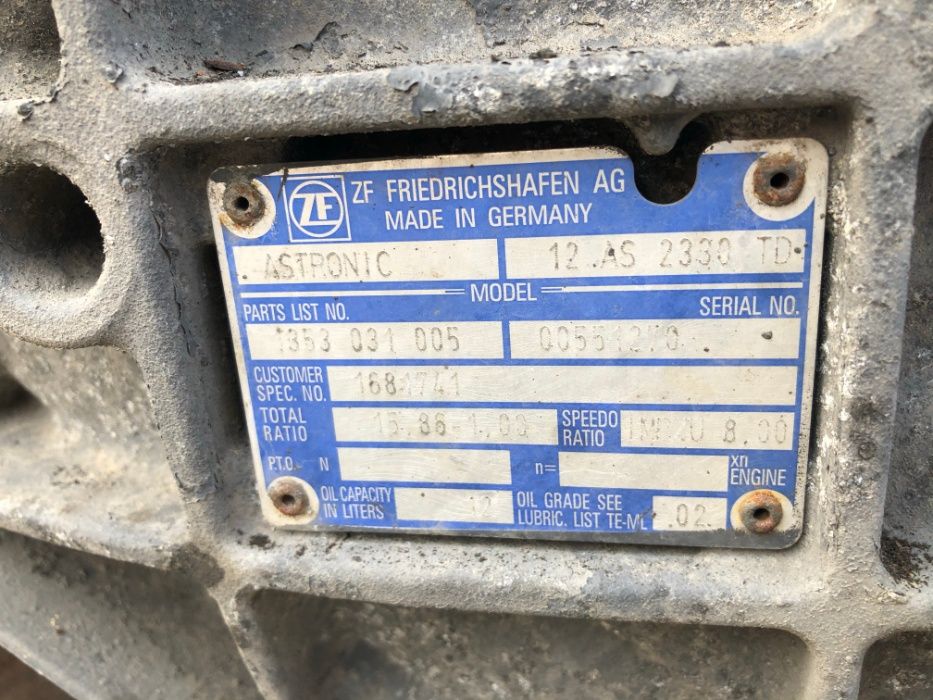 ZF FRIEDRICHSHAFEN AG
ZF
MADE IN GERMANY
ASTRONIC 12 AS 2330 TD
MODEL
PARTS LIST NO. SERIAL NO.
1353 031 005
CUSTOMER SPEC. NO. 1684741
TOTAL RATIO 15.86-1.00 SPEEDO RATIO 8.00
P.T.O. N n= xn ENGINE
OIL CAPACITY IN LITERS 12 OIL GRADE SEE LUBRIC. LIST TE-ML .02.